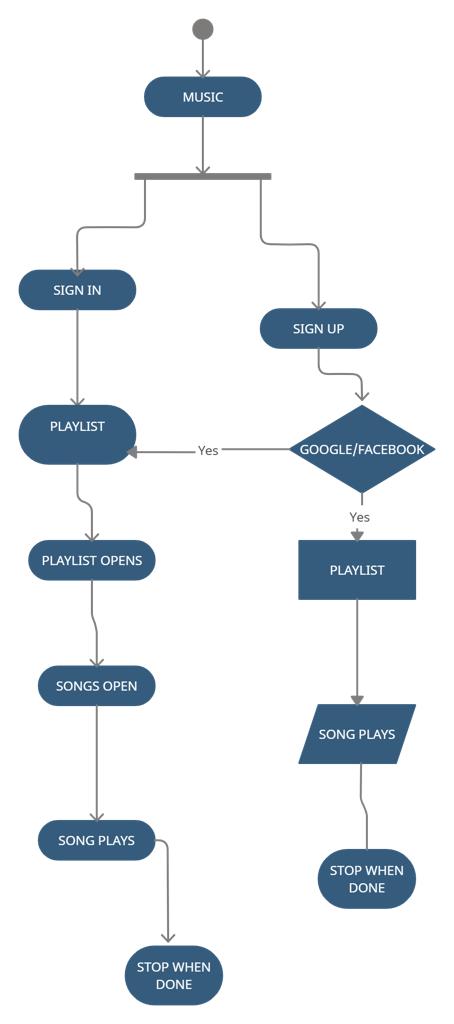 MUSIC
SIGN IN
SIGN UP
PLAYLIST
GOOGLE/FACEBOOK
Yes
Yes
PLAYLIST OPENS
PLAYLIST
SONGS OPEN
SONG PLAYS
SONG PLAYS
STOP WHEN
DONE
STOP WHEN
DONE